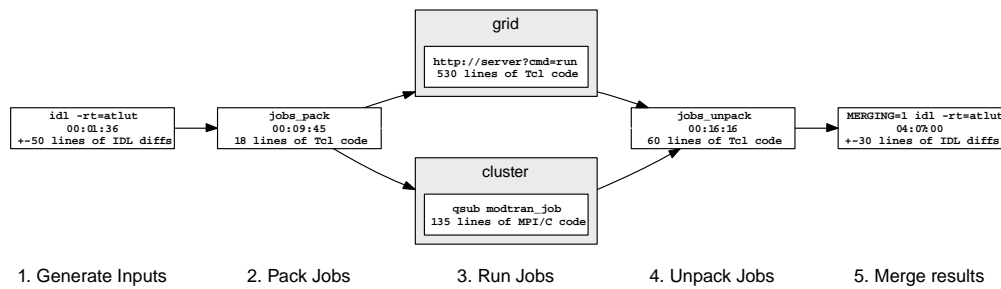 grid
http://server?cmd=run
530 lines of Tcl code
idl -rt=atlut
00:01:36
+~50 lines of IDL diffs
jobs_pack
00:09:45
18 lines of Tcl code
jobs_unpack
00:16:16
60 lines of Tcl code
MERGING=1 idl -rt=atlut
04:07:00
+~30 lines of IDL diffs
cluster
qsub modtran_job
135 lines of MPI/C code
1. Generate Inputs
2. Pack Jobs
3. Run Jobs
4. Unpack Jobs
5. Merge results